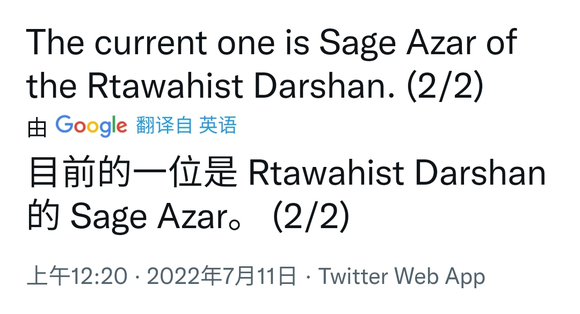 The current one is Sage Azar of
the Rtawahist Darshan. (2/2)
由 Google 翻译自 英语
目前的一位是 Rtawahist Darshan
的 Sage Azar。 (2/2)
上午12:20 · 2022年7月11日 · Twitter Web App